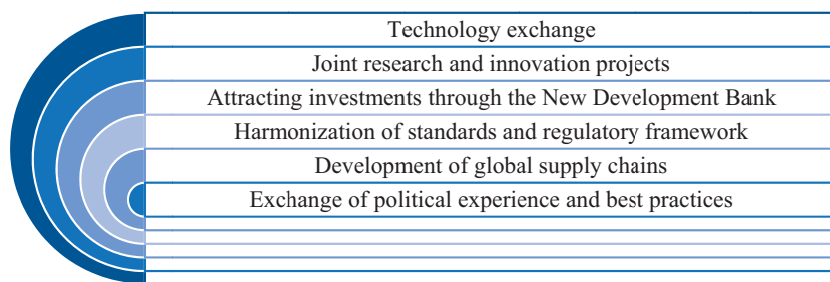 Technology exchange
Joint research and innovation projects
Attracting investments through the New Development Bank
Harmonization of standards and regulatory framework
Development of global supply chains
Exchange of political experience and best practices